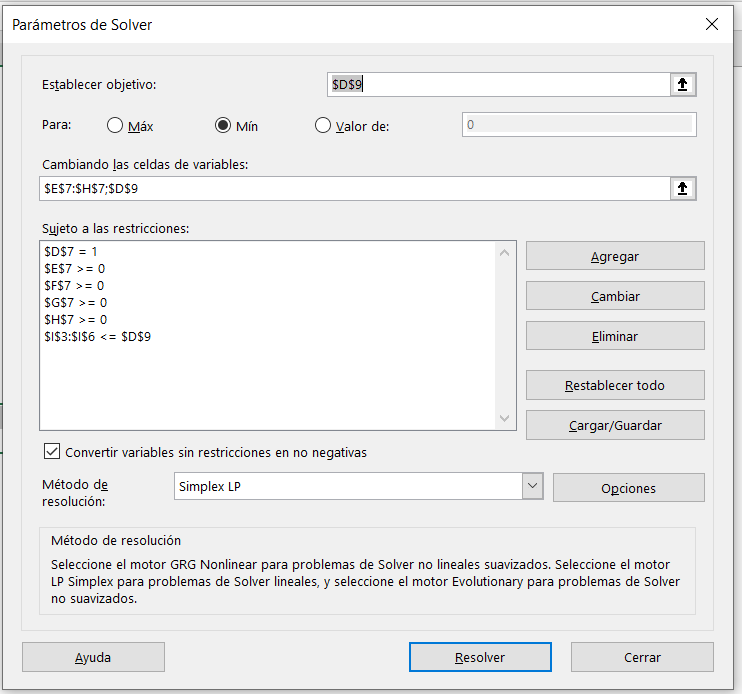 Parámetros de Solver
Establecer objetivo:
$D$9
Para:
Máx
Mín
Valor de:
0
Cambiando las celdas de variables:
$E$7:$H$7;$D$9
Sujeto a las restricciones:
$D$7 = 1
$E$7 >= 0
$F$7 >= 0
$G$7 >= 0
$H$7 >= 0
$I$3:$I$6 <= $D$9
Agregar
Cambiar
Eliminar
Restablecer todo
Cargar/Guardar
Convertir variables sin restricciones en no negativas
Método de
resolución:
Simplex LP
Opciones
Método de resolución
Seleccione el motor GRG Nonlinear para problemas de Solver no lineales suavizados. Seleccione el motor
LP Simplex para problemas de Solver lineales, y seleccione el motor Evolutionary para problemas de Solver
no suavizados.
Ayuda
Resolver
Cerrar